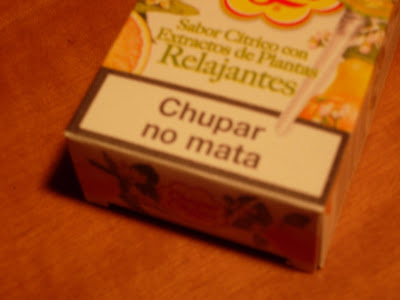 Sabor Cítrico con
Extractos de Plantas
Relajantes
Chupar
no mata